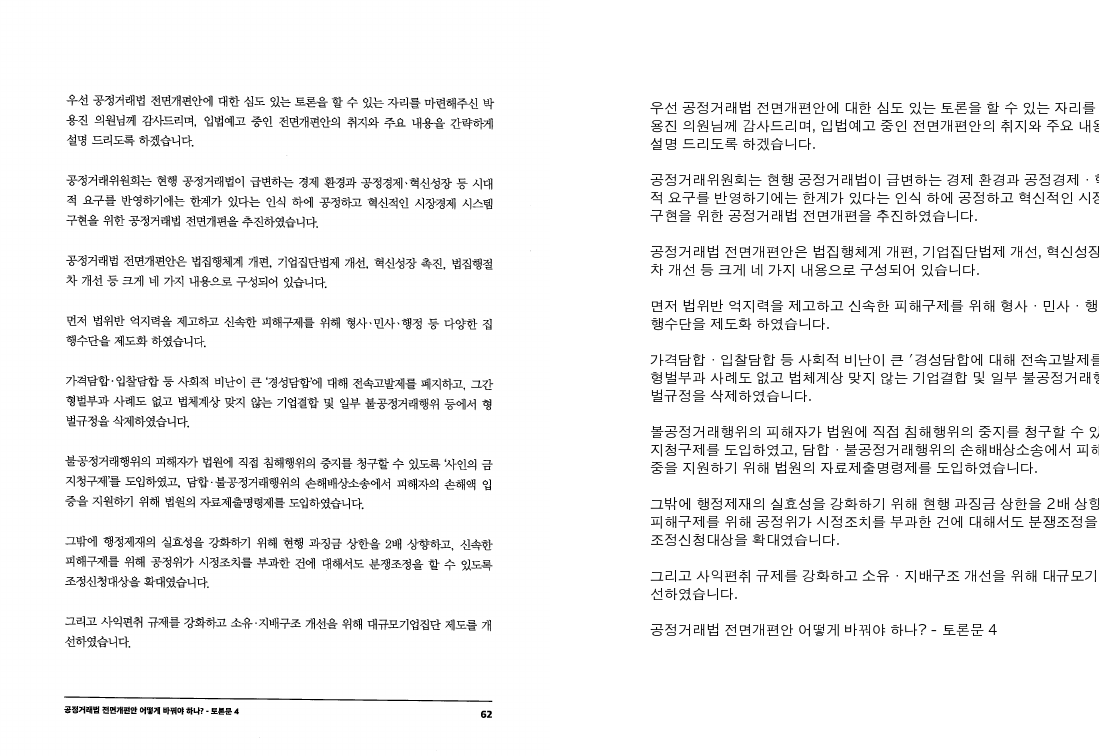 우선 공정거래법 전면개편안에 대한 심도 있는 토론을 할 수 있는 자리를 마련해주신 박
용진 의원님께 감사드리며, 입법예고 중인 전면개편안의 취지와 주요 내용을 간략하게
설명 드리도록 하겠습니다.
공정거래위원회는 현행 공정거래법이 급변하는 경제 환경과 공정경제·혁신성장 등 시대
적 요구를 반영하기에는 한계가 있다는 인식 하에 공정하고 혁신적인 시장경제 시스템
구현을 위한 공정거래법 전면개편을 추진하였습니다.
공정거래법 전면개편안은 법집행체계 개편, 기업집단법제 개선, 혁신성장 촉진, 법집행절
차 개선 등 크게 네 가지 내용으로 구성되어 있습니다.
먼저 법위반 억지력을 제고하고 신속한 피해구제를 위해 형사·민사·행정 등 다양한 집
행수단을 제도화 하였습니다.
가격담합·입찰담합 등 사회적 비난이 큰 '경성담합'에 대해 전속고발제를 폐지하고, 그간
형벌부과 사례도 없고 법체계상 맞지 않는 기업결합 및 일부 불공정거래행위 등에서 형
벌규정을 삭제하였습니다.
불공정거래행위의 피해자가 법원에 직접 침해행위의 중지를 청구할 수 있도록 '사인의 금
지청구제'를 도입하였고, 담합·불공정거래행위의 손해배상소송에서 피해자의 손해액 입
증을 지원하기 위해 법원의 자료제출명령제를 도입하였습니다.
그밖에 행정제재의 실효성을 강화하기 위해 현행 과징금 상한을 2배 상향하고, 신속한
피해구제를 위해 공정위가 시정조치를 부과한 건에 대해서도 분쟁조정을 할 수 있도록
조정신청대상을 확대였습니다.
그리고 사익편취 규제를 강화하고 소유·지배구조 개선을 위해 대규모기업집단 제도를 개
선하였습니다.
공정거래법 전면개편안 어떻게 바꿔야 하나? - 토론문 4
62
우선 공정거래법 전면개편안에 대한 심도 있는 토론을 할 수 있는 자리를
용진 의원님께 감사드리며, 입법예고 중인 전면개편안의 취지와 주요
설명 드리도록 하겠습니다.
공정거래위원회는 현행 공정거래법이 급변하는 경제 환경과 공정경제 ·
적 요구를 반영하기에는 한계가 있다는 인식 하에 공정하고 혁신적인
구현을 위한 공정거래법 전면개편을 추진하였습니다.
공정거래법 전면개편안은 법집행체계 개편, 기업집단법제 개선, 혁신성장
차 개선 등 크게 네 가지 내용으로 구성되어 있습니다.
먼저 법위반 억지력을 제고하고 신속한 피해구제를 위해 형사 · 민사 · 행
행수단을 제도화 하였습니다.
가격담합 · 입찰담합 등 사회적 비난이 큰 ′경성담합에 대해 전속고발제를
형벌부과 사례도 없고 법체계상 맞지 않는 기업결합 및 일부
벌규정을 삭제하였습니다.
볼공정거래행위의 피해자가 법원에 직접 침해행위의 중지를 청구할 수
지청구제를 도입하였고, 담합 · 불공정거래행위의 손해배상소송에서
중을 지원하기 위해 법원의 자료제출명령제를 도입하였습니다.
그밖에 행정제재의 실효성을 강화하기 위해 현행 과징금 상한을 2배
피해구제를 위해 공정위가 시정조치를 부과한 건에 대해서도 분쟁조정을
조정신청대상을 확대였습니다.
그리고 사익편취 규제를 강화하고 소유 · 지배구조 개선을 위해 대규모기
선하였습니다.
공정거래법 전면개편안 어떻게 바꿔야 하나? - 토론문 4